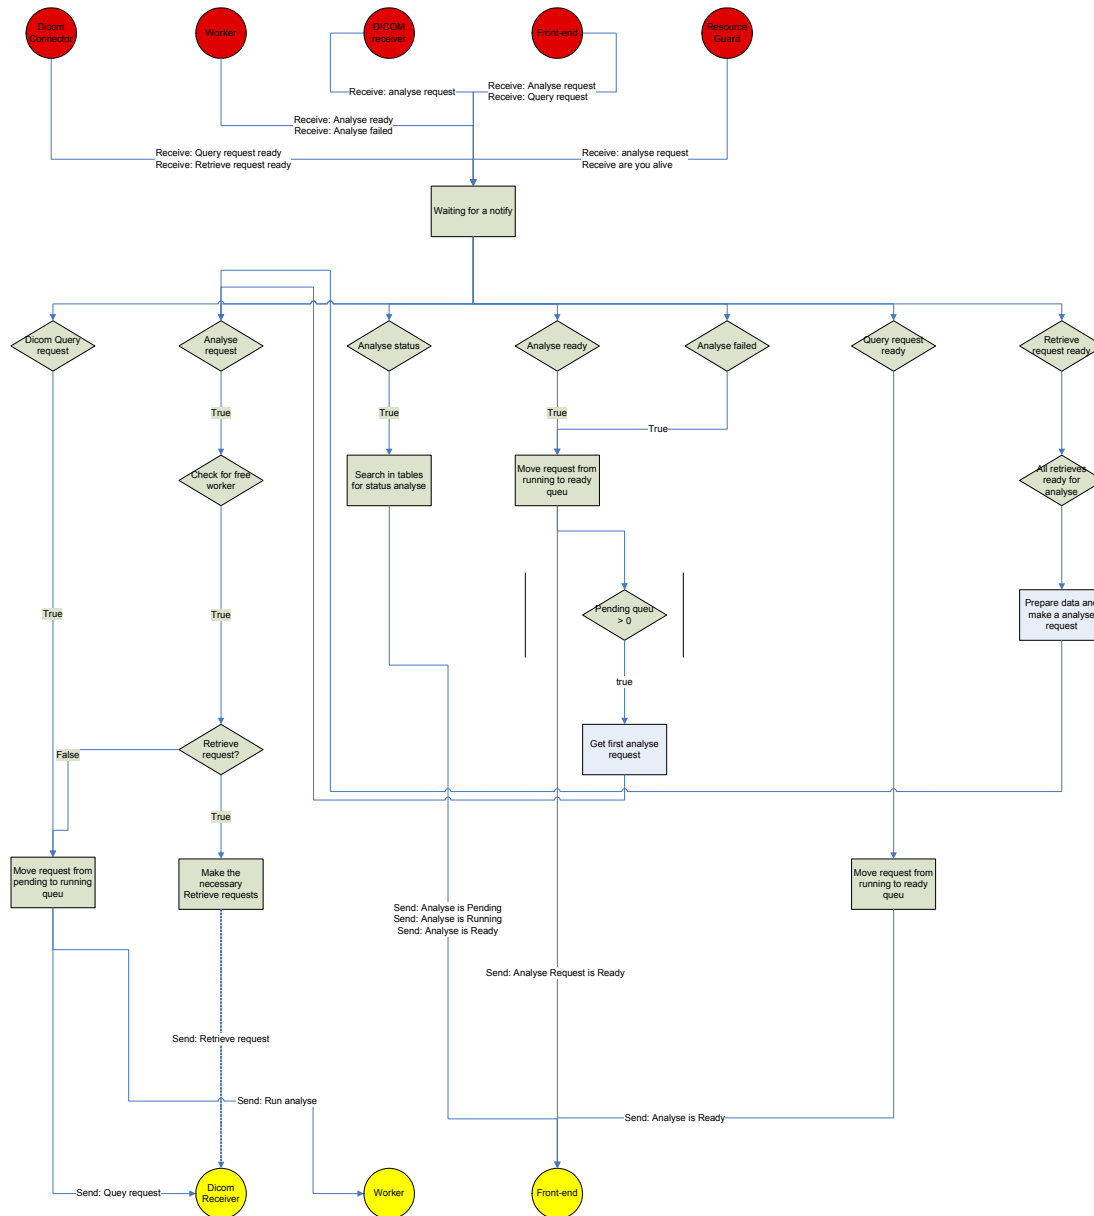 Dicom
Connector
Worker
DICOM
receiver
Front-end
Resource
Guard
Receive: analyse request
Receive: Analyse request
Receive: Query request
Receive: Analyse ready
Receive: Analyse failed
Receive: Query request ready
Receive: Retrieve request ready
Receive: analyse request
Receive are you alive
Waiting for a notify
Dicom Query
request
Analyse
request
Analyse status
Analyse ready
Analyse failed
Query request
ready
Retrieve
request ready
True
True
True
True
Check for free
worker
Search in tables
for status analyse
Move request from
running to ready
queu
All retrieves
ready for
analyse
True
True
Pending queu
> 0
Prepare data and
make a analyse
request
true
False
Retrieve
request?
Get first analyse
request
True
Move request from
pending to running
queu
Make the
necessary
Retrieve requests
Move request from
running to ready
queu
Send: Analyse is Pending
Send: Analyse is Running
Send: Analyse is Ready
Send: Analyse Request is Ready
Send: Retrieve request
Send: Run analyse
Send: Analyse is Ready
Send: Quey request
Dicom
Receiver
Worker
Front-end